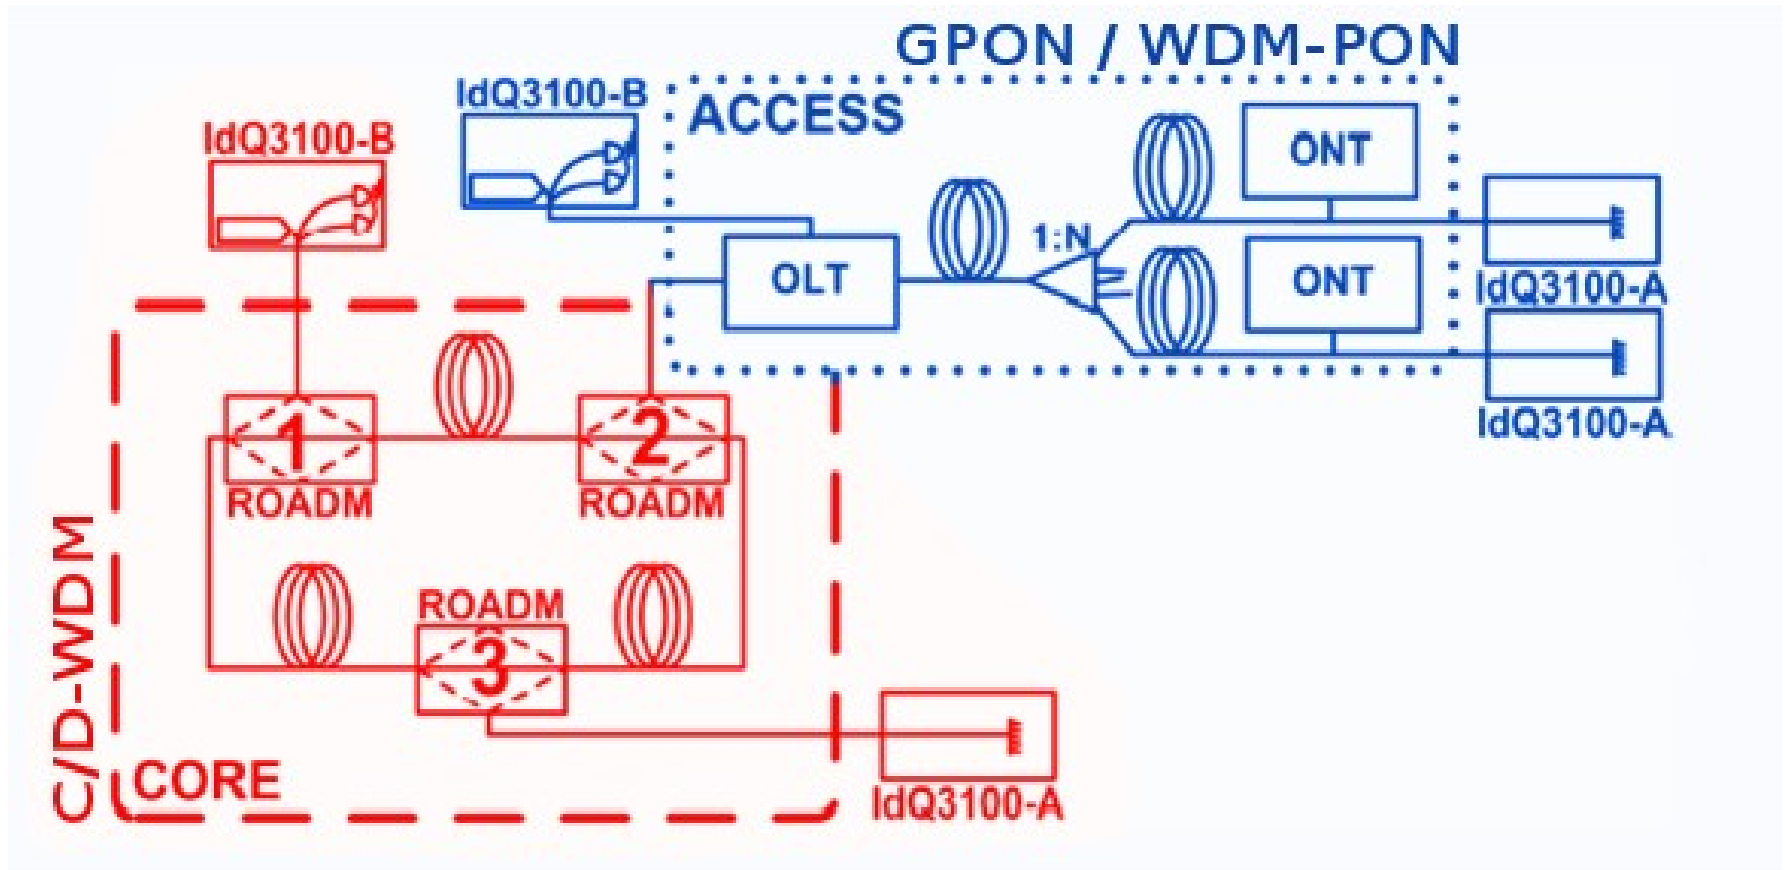 GPON / WDM-PON
IdQ3100-B
ACCESS
IdQ3100-B
ONT
1:N
OLT
ONT
IdQ3100-A
IdQ3100-A
1
2
ROADM
ROADM
C/D-WDM
ROADM
3
CORE
IdQ3100-A